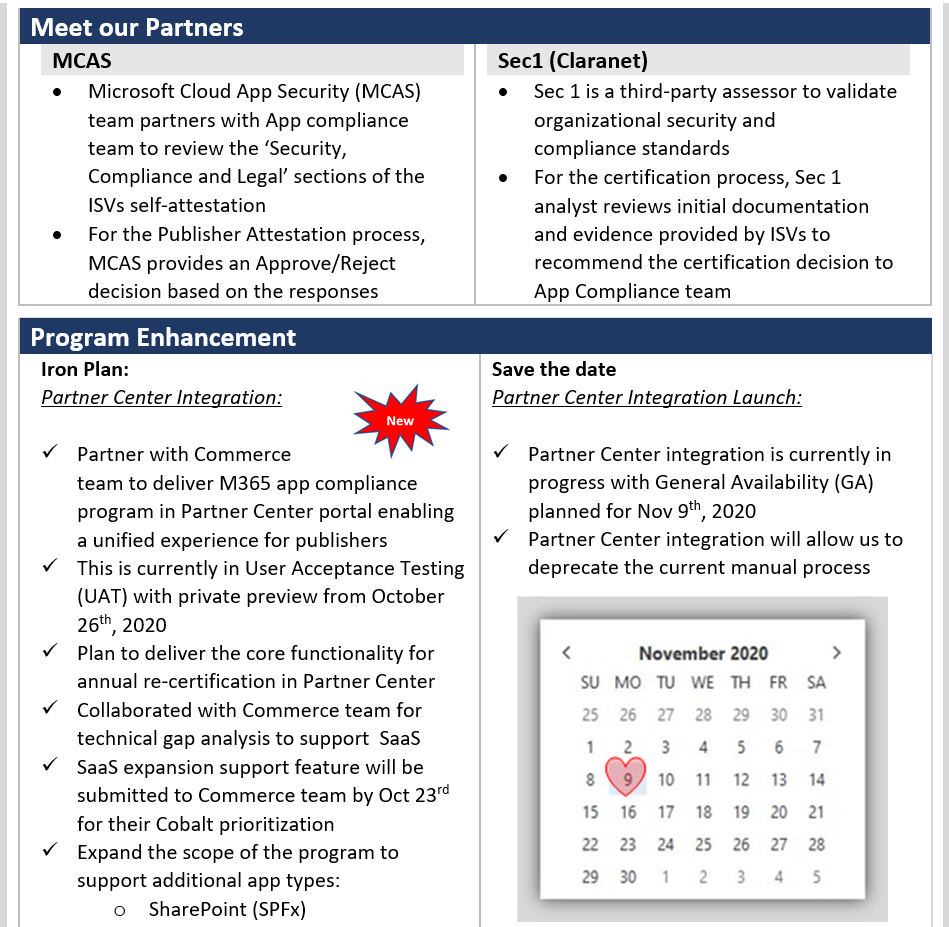 Meet our Partners
MCAS
Microsoft Cloud App Security (MCAS)
team partners with App compliance
team to review the ‘Security,
Compliance and Legal’ sections of the
ISVs self-attestation
For the Publisher Attestation process,
MCAS provides an Approve/Reject
decision based on the responses
Sec1 (Claranet)
Sec 1 is a third-party assessor to validate
organizational security and
compliance standards
For the certification process, Sec 1
analyst reviews initial documentation
and evidence provided by ISVs to
recommend the certification decision to
App Compliance team
Program Enhancement
Iron Plan:
Partner Center Integration:
New
Partner with Commerce
team to deliver M365 app compliance
program in Partner Center portal enabling
a unified experience for publishers
This is currently in User Acceptance Testing
(UAT) with private preview from October
26th, 2020
Plan to deliver the core functionality for
annual re-certification in Partner Center
Collaborated with Commerce team for
technical gap analysis to support SaaS
SaaS expansion support feature will be
submitted to Commerce team by Oct 23rd
for their Cobalt prioritization
Expand the scope of the program to
support additional app types:
o SharePoint (SPFx)
Save the date
Partner Center Integration Launch:
Partner Center integration is currently in
progress with General Availability (GA)
planned for Nov 9th, 2020
Partner Center integration will allow us to
deprecate the current manual process
November 2020
SU MO TU WE TH FR SA
25 26 27 28 29 30 31
1 2 3 4 5 6 7
8 9 10 11 12 13 14
15 16 17 18 19 20 21
22 23 24 25 26 27 28
29 30 1 2 3 4 5